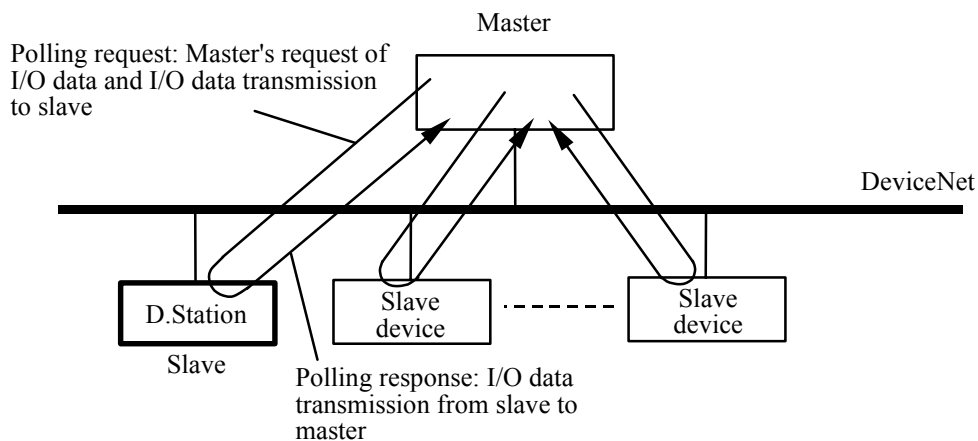 Master
Polling request: Master's request of
I/O data and I/O data transmission
to slave
DeviceNet
D.Station
Slave
device
Slave
device
Slave
Polling response: I/O data
transmission from slave to
master